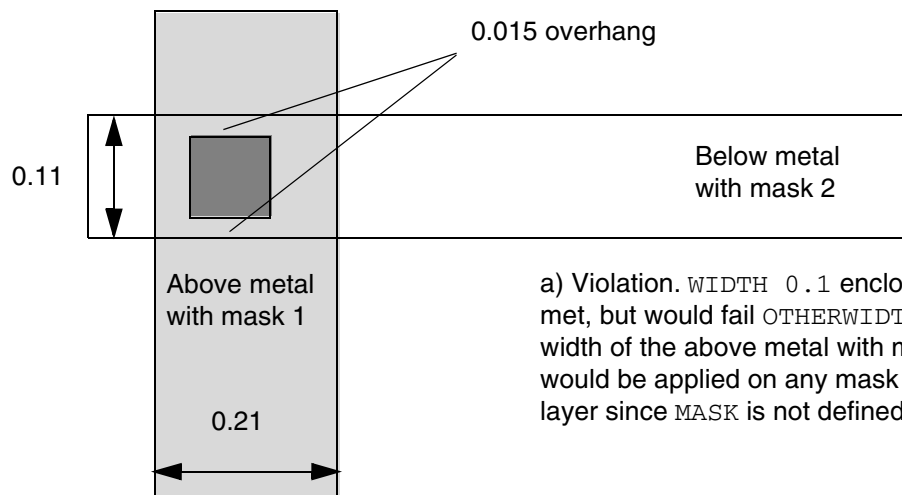 0.015 overhang
0.11
Below metal
with mask 2
Above metal
with mask 1
a) Violation. WIDTH 0.1
met, but would fail
width of the above metal with
would be applied on any mask
layer since MASK is not defined
0.21